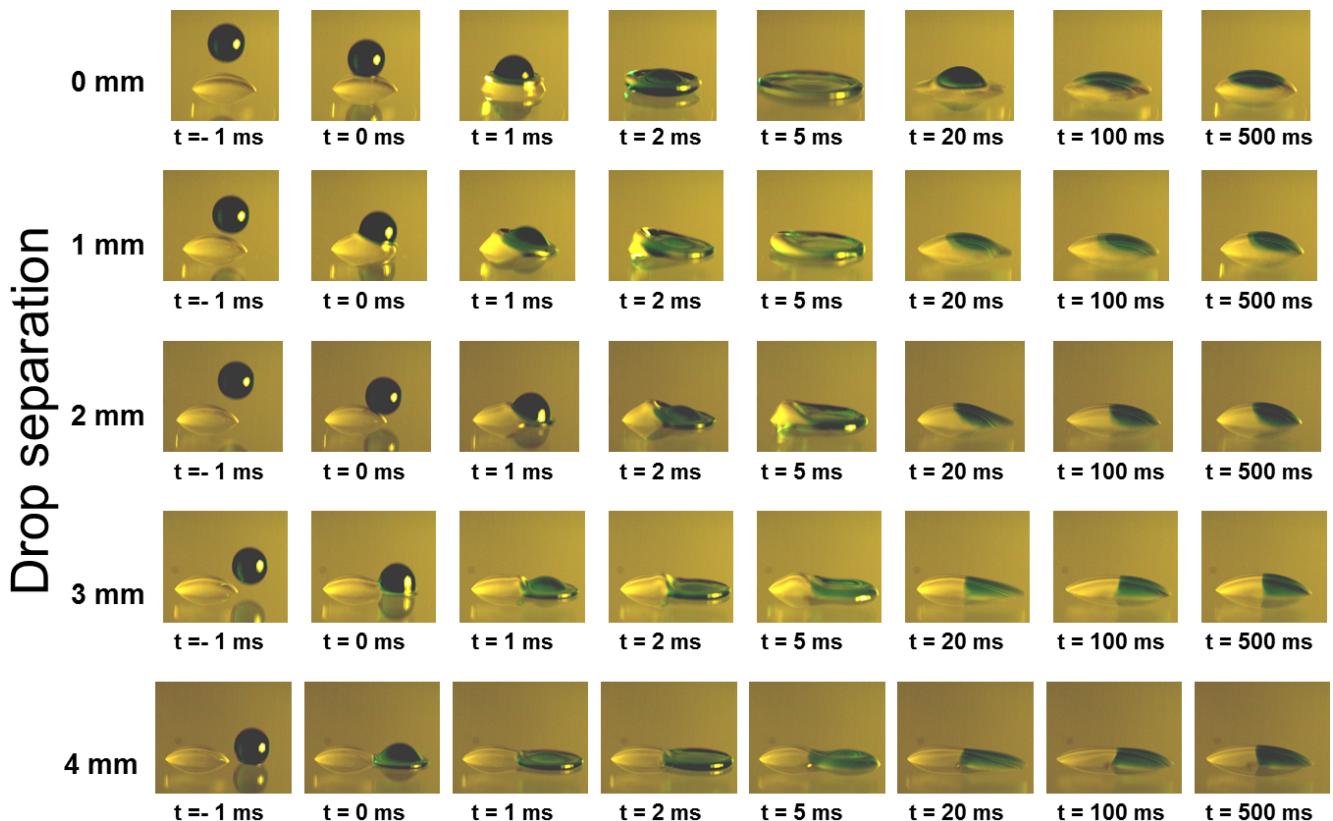 Drop separation
0 mm
t =- 1 ms t = 0 ms t = 1 ms t = 2 ms t = 5 ms t = 20 ms t = 100 ms t = 500 ms
1 mm
t =- 1 ms t = 0 ms t = 1 ms t = 2 ms t = 5 ms t = 20 ms t = 100 ms t = 500 ms
2 mm
t =- 1 ms t = 0 ms t = 1 ms t = 2 ms t = 5 ms t = 20 ms t = 100 ms t = 500 ms
3 mm
t =- 1 ms t = 0 ms t = 1 ms t = 2 ms t = 5 ms t = 20 ms t = 100 ms t = 500 ms
4 mm
t =- 1 ms t = 0 ms t = 1 ms t = 2 ms t = 5 ms t = 20 ms t = 100 ms t = 500 ms